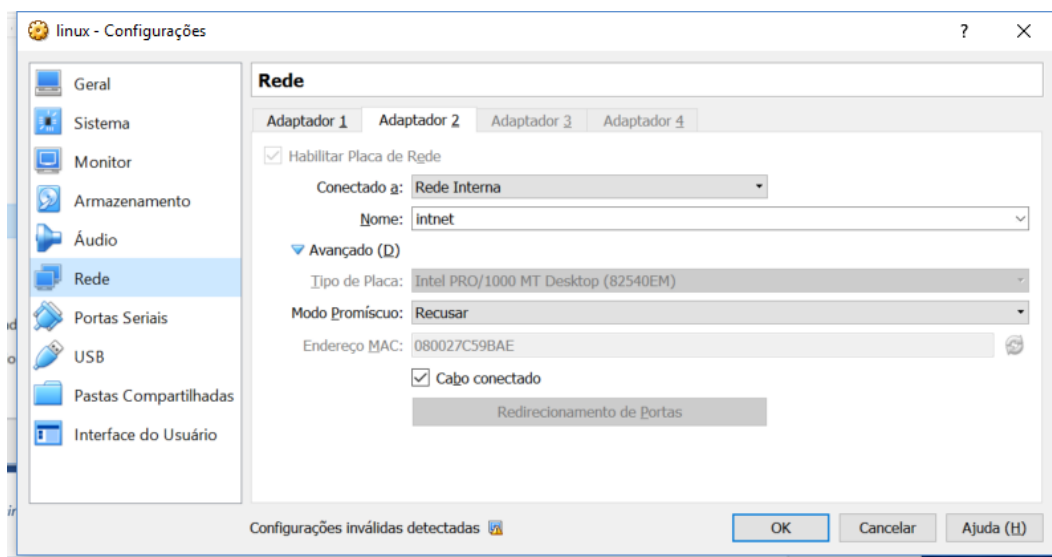 linux - Configurações
?
Geral
Sistema
Monitor
Armazenamento
Áudio
Rede
Portas Seriais
USB
Pastas Compartilhadas
Interface do Usuário
Rede
Adaptador 1 Adaptador 2 Adaptador 3 Adaptador 4
Habilitar Placa de Rede
Conectado a: Rede Interna
Nome: intnet
Avançado (D)
Tipo de Placa: Intel PRO/1000 MT Desktop (82540EM)
Modo Promíscuo: Recusar
Endereço MAC: 080027C59BAE
Cabo conectado
Redirecionamento de Portas
Configurações inválidas detectadas
OK Cancelar Ajuda (H)